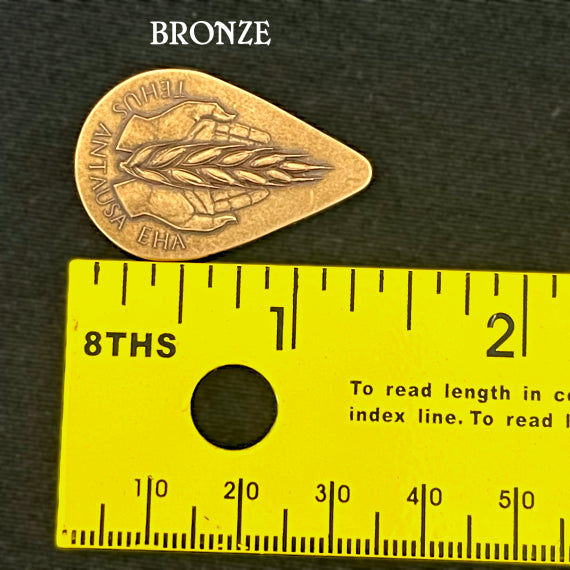 BRONZE
TEHUS ANTAUSA EHA
1 2
8THS
To read length in
index line. To read
10 20 30 40 50